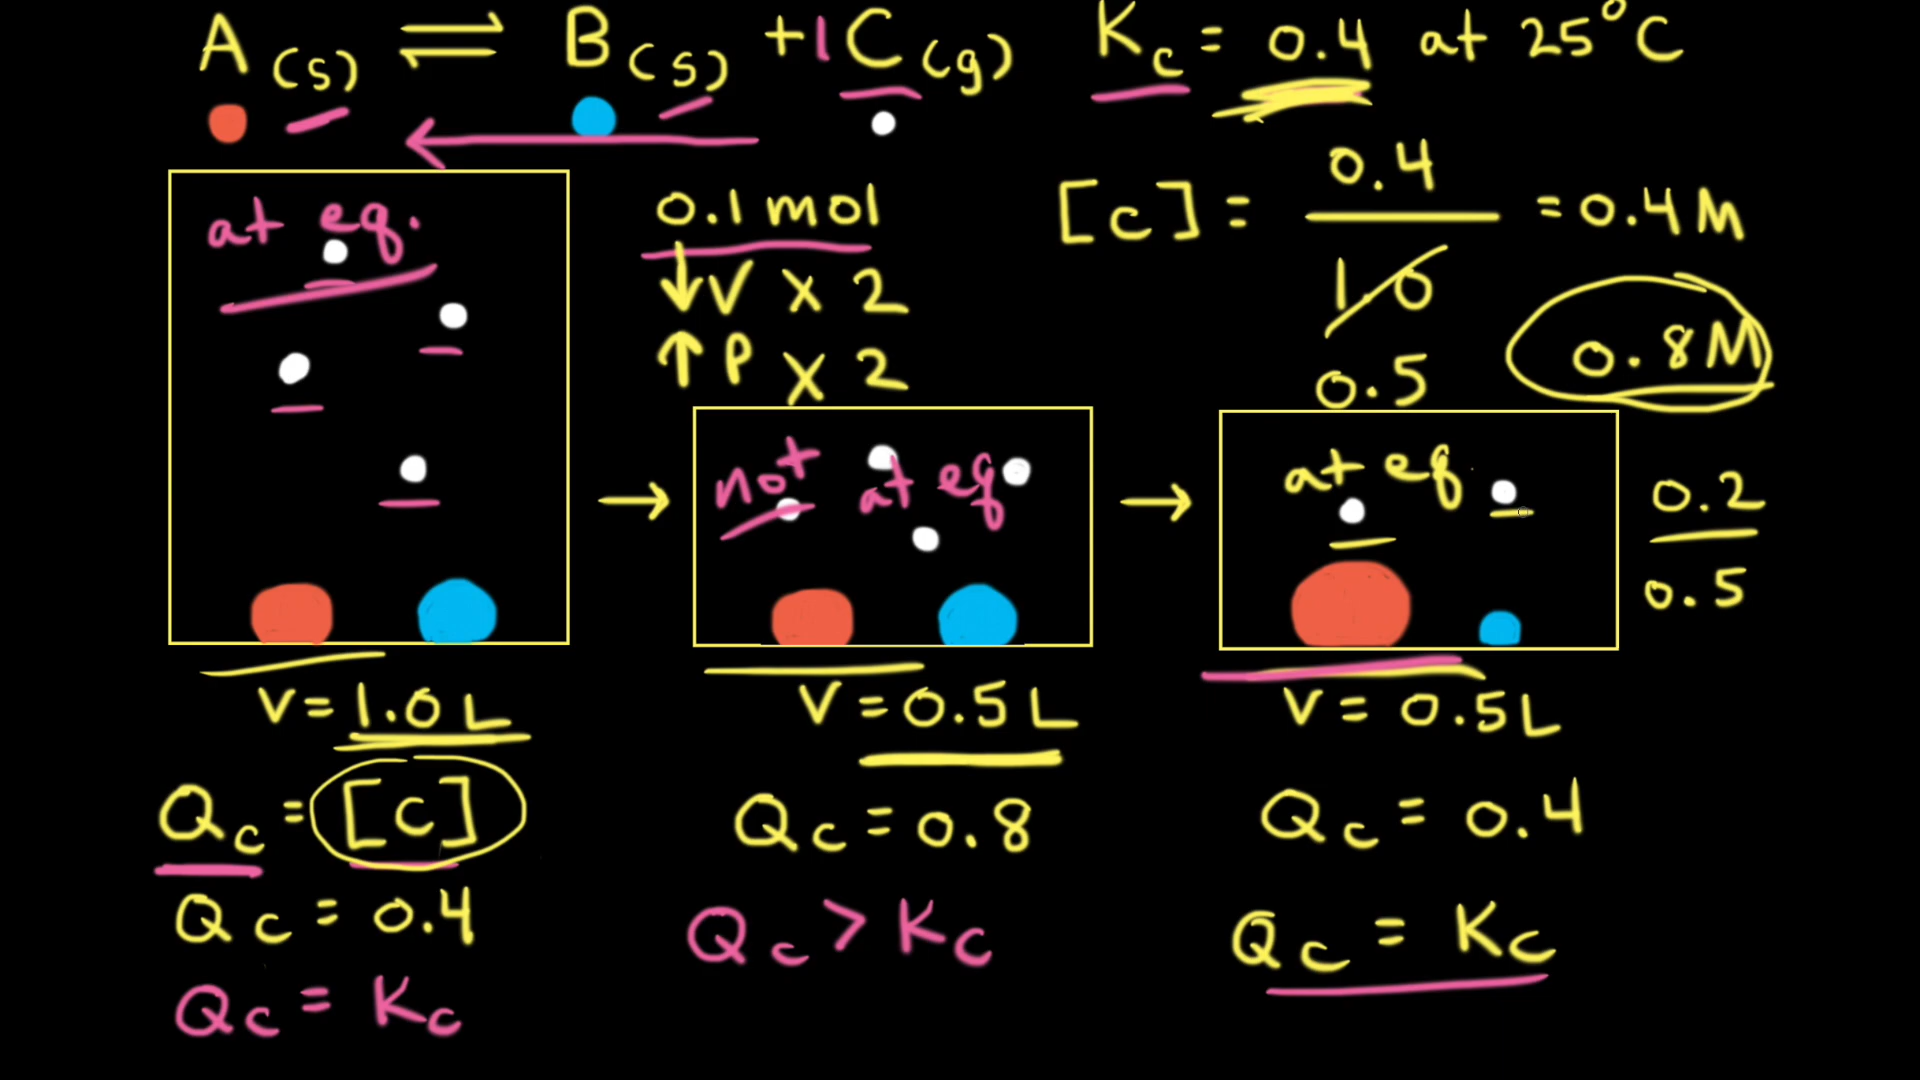 A(s) ⇌ B(s) + 1C(g) Kc = 0.4 at 25°C
at eq.
0.1 mol
↓V x 2
↑P x 2
[C] = 0.4 / 1.0 = 0.4M
0.5
0.8M
not at eq
at eq
0.2 / 0.5
V = 1.0 L
V = 0.5 L
V = 0.5 L
Qc = [C]
Qc = 0.8
Qc = 0.4
Qc = 0.4
Qc > Kc
Qc = Kc
Qc = Kc